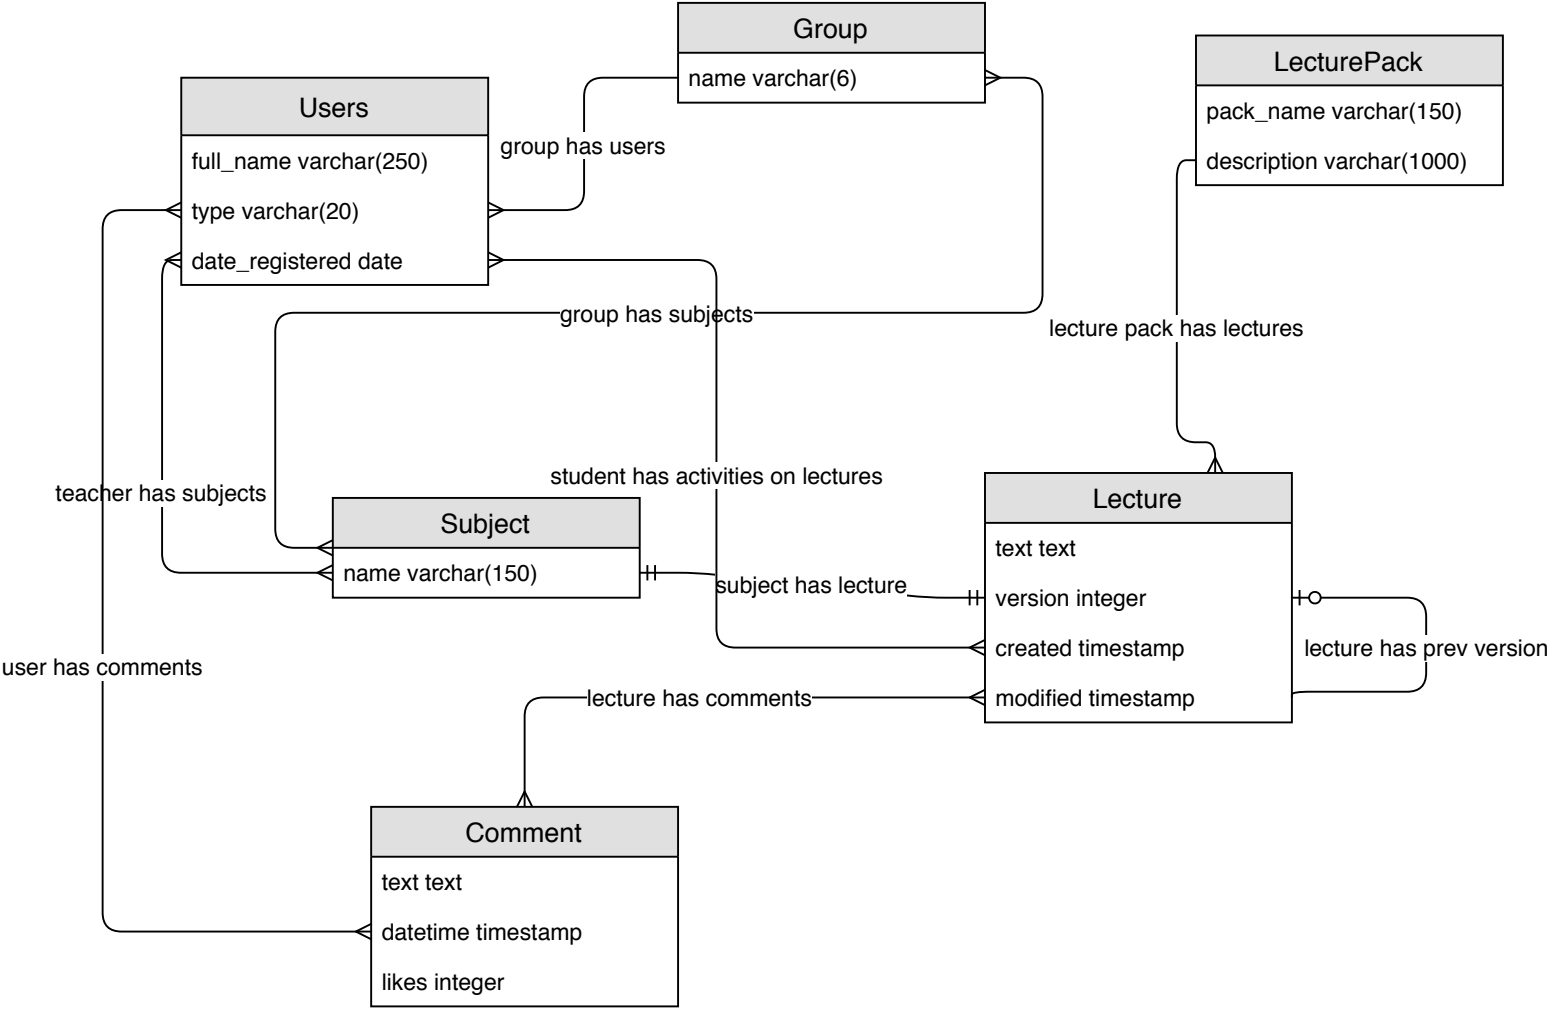 Group
name varchar(6)
LecturePack
pack_name varchar(150)
description varchar(1000)
Users
full_name varchar(250)
type varchar(20)
date_registered date
group has users
group has subjects
lecture pack has lectures
student has activities on lectures
teacher has subjects
Subject
name varchar(150)
subject has lecture
Lecture
text text
version integer
created timestamp
modified timestamp
lecture has prev version
user has comments
lecture has comments
Comment
text text
datetime timestamp
likes integer